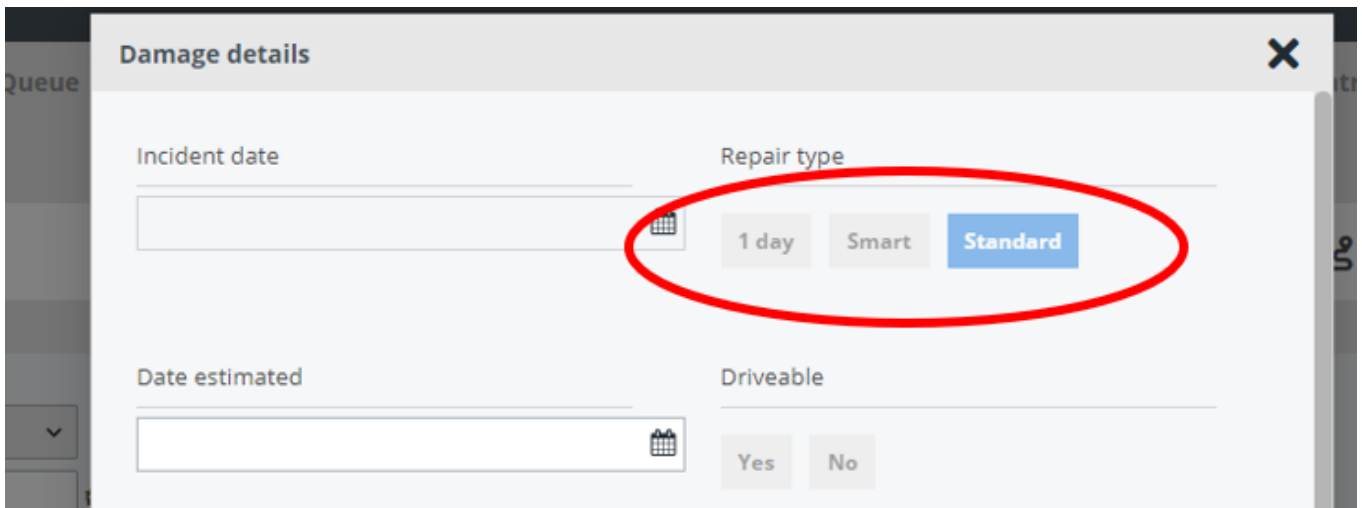 Damage details
Queue
Incident date
Repair type
1 day Smart Standard
Date estimated
Driveable
Yes No